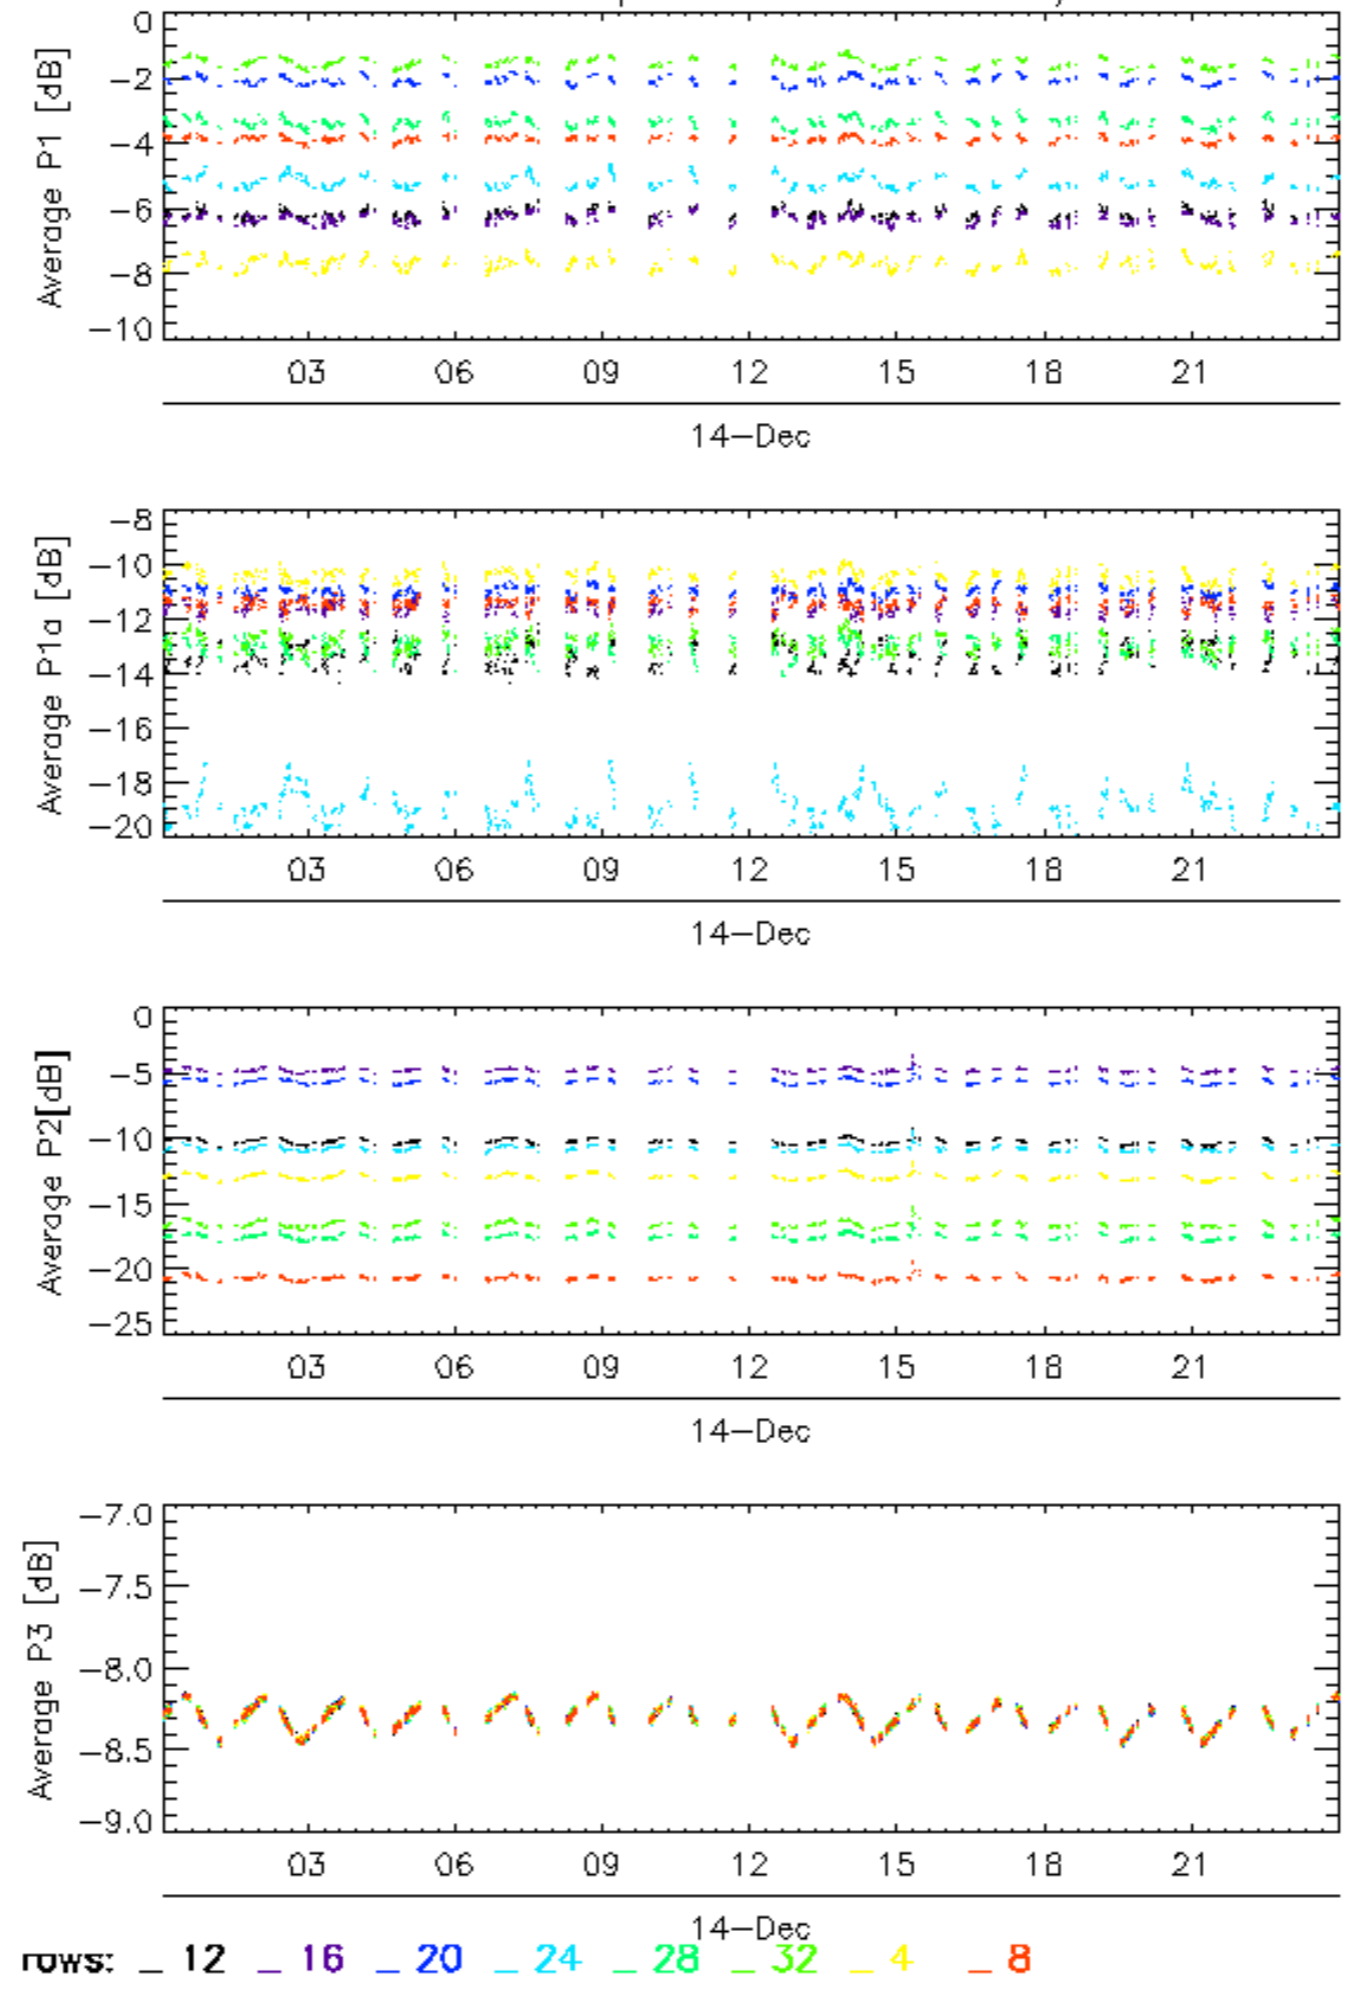 Average P1 [dB]
0
−2
−4
−6
−8
−10
03 06 09 12 15 18 21
14−Dec
Average P1a [dB]
−8
−10
−12
−14
−16
−18
−20
03 06 09 12 15 18 21
14−Dec
Average P2[dB]
0
−5
−10
−15
−20
−25
03 06 09 12 15 18 21
14−Dec
Average P3 [dB]
−7.0
−7.5
−8.0
−8.5
−9.0
03 06 09 12 15 18 21
14−Dec
rows: _ 12 _ 16 _ 20 _ 24 _ 28 _ 32 _ 4 _ 8